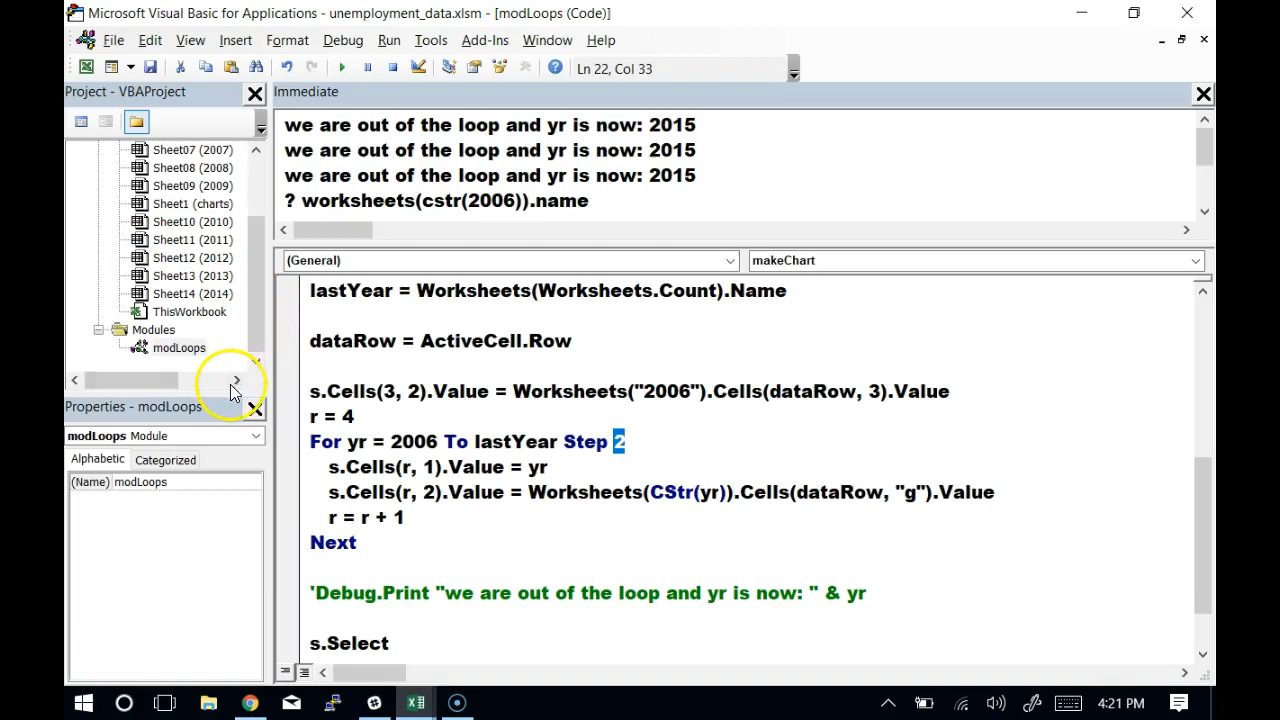 Microsoft Visual Basic for Applications - unemployment_data.xlsm - [modLoops (Code)]
File Edit View Insert Format Debug Run Tools Add-Ins Window Help
Ln 22, Col 33
Project - VBAProject
Sheet07 (2007)
Sheet08 (2008)
Sheet09 (2009)
Sheet1 (charts)
Sheet10 (2010)
Sheet11 (2011)
Sheet12 (2012)
Sheet13 (2013)
Sheet14 (2014)
ThisWorkbook
Modules
modLoops
Properties - modLoops
modLoops Module
Alphabetic Categorized
(Name) modLoops
Immediate
we are out of the loop and yr is now: 2015
we are out of the loop and yr is now: 2015
we are out of the loop and yr is now: 2015
? worksheets(cstr(2006)).name
(General) makeChart
lastYear = Worksheets(Worksheets.Count).Name
dataRow = ActiveCell.Row
s.Cells(3, 2).Value = Worksheets("2006").Cells(dataRow, 3).Value
r = 4
For yr = 2006 To lastYear Step 2
s.Cells(r, 1).Value = yr
s.Cells(r, 2).Value = Worksheets(CStr(yr)).Cells(dataRow, "g").Value
r = r + 1
Next
'Debug.Print "we are out of the loop and yr is now: " & yr
s.Select
4:21 PM